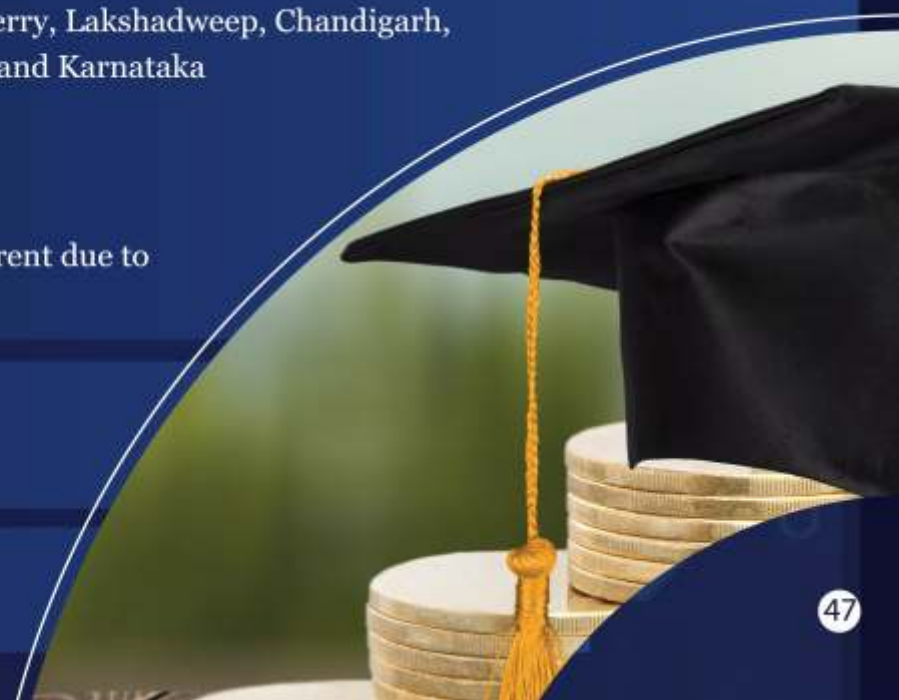 erry, Lakshadweep, Chandigarh,
and Karnataka
rent due to
47